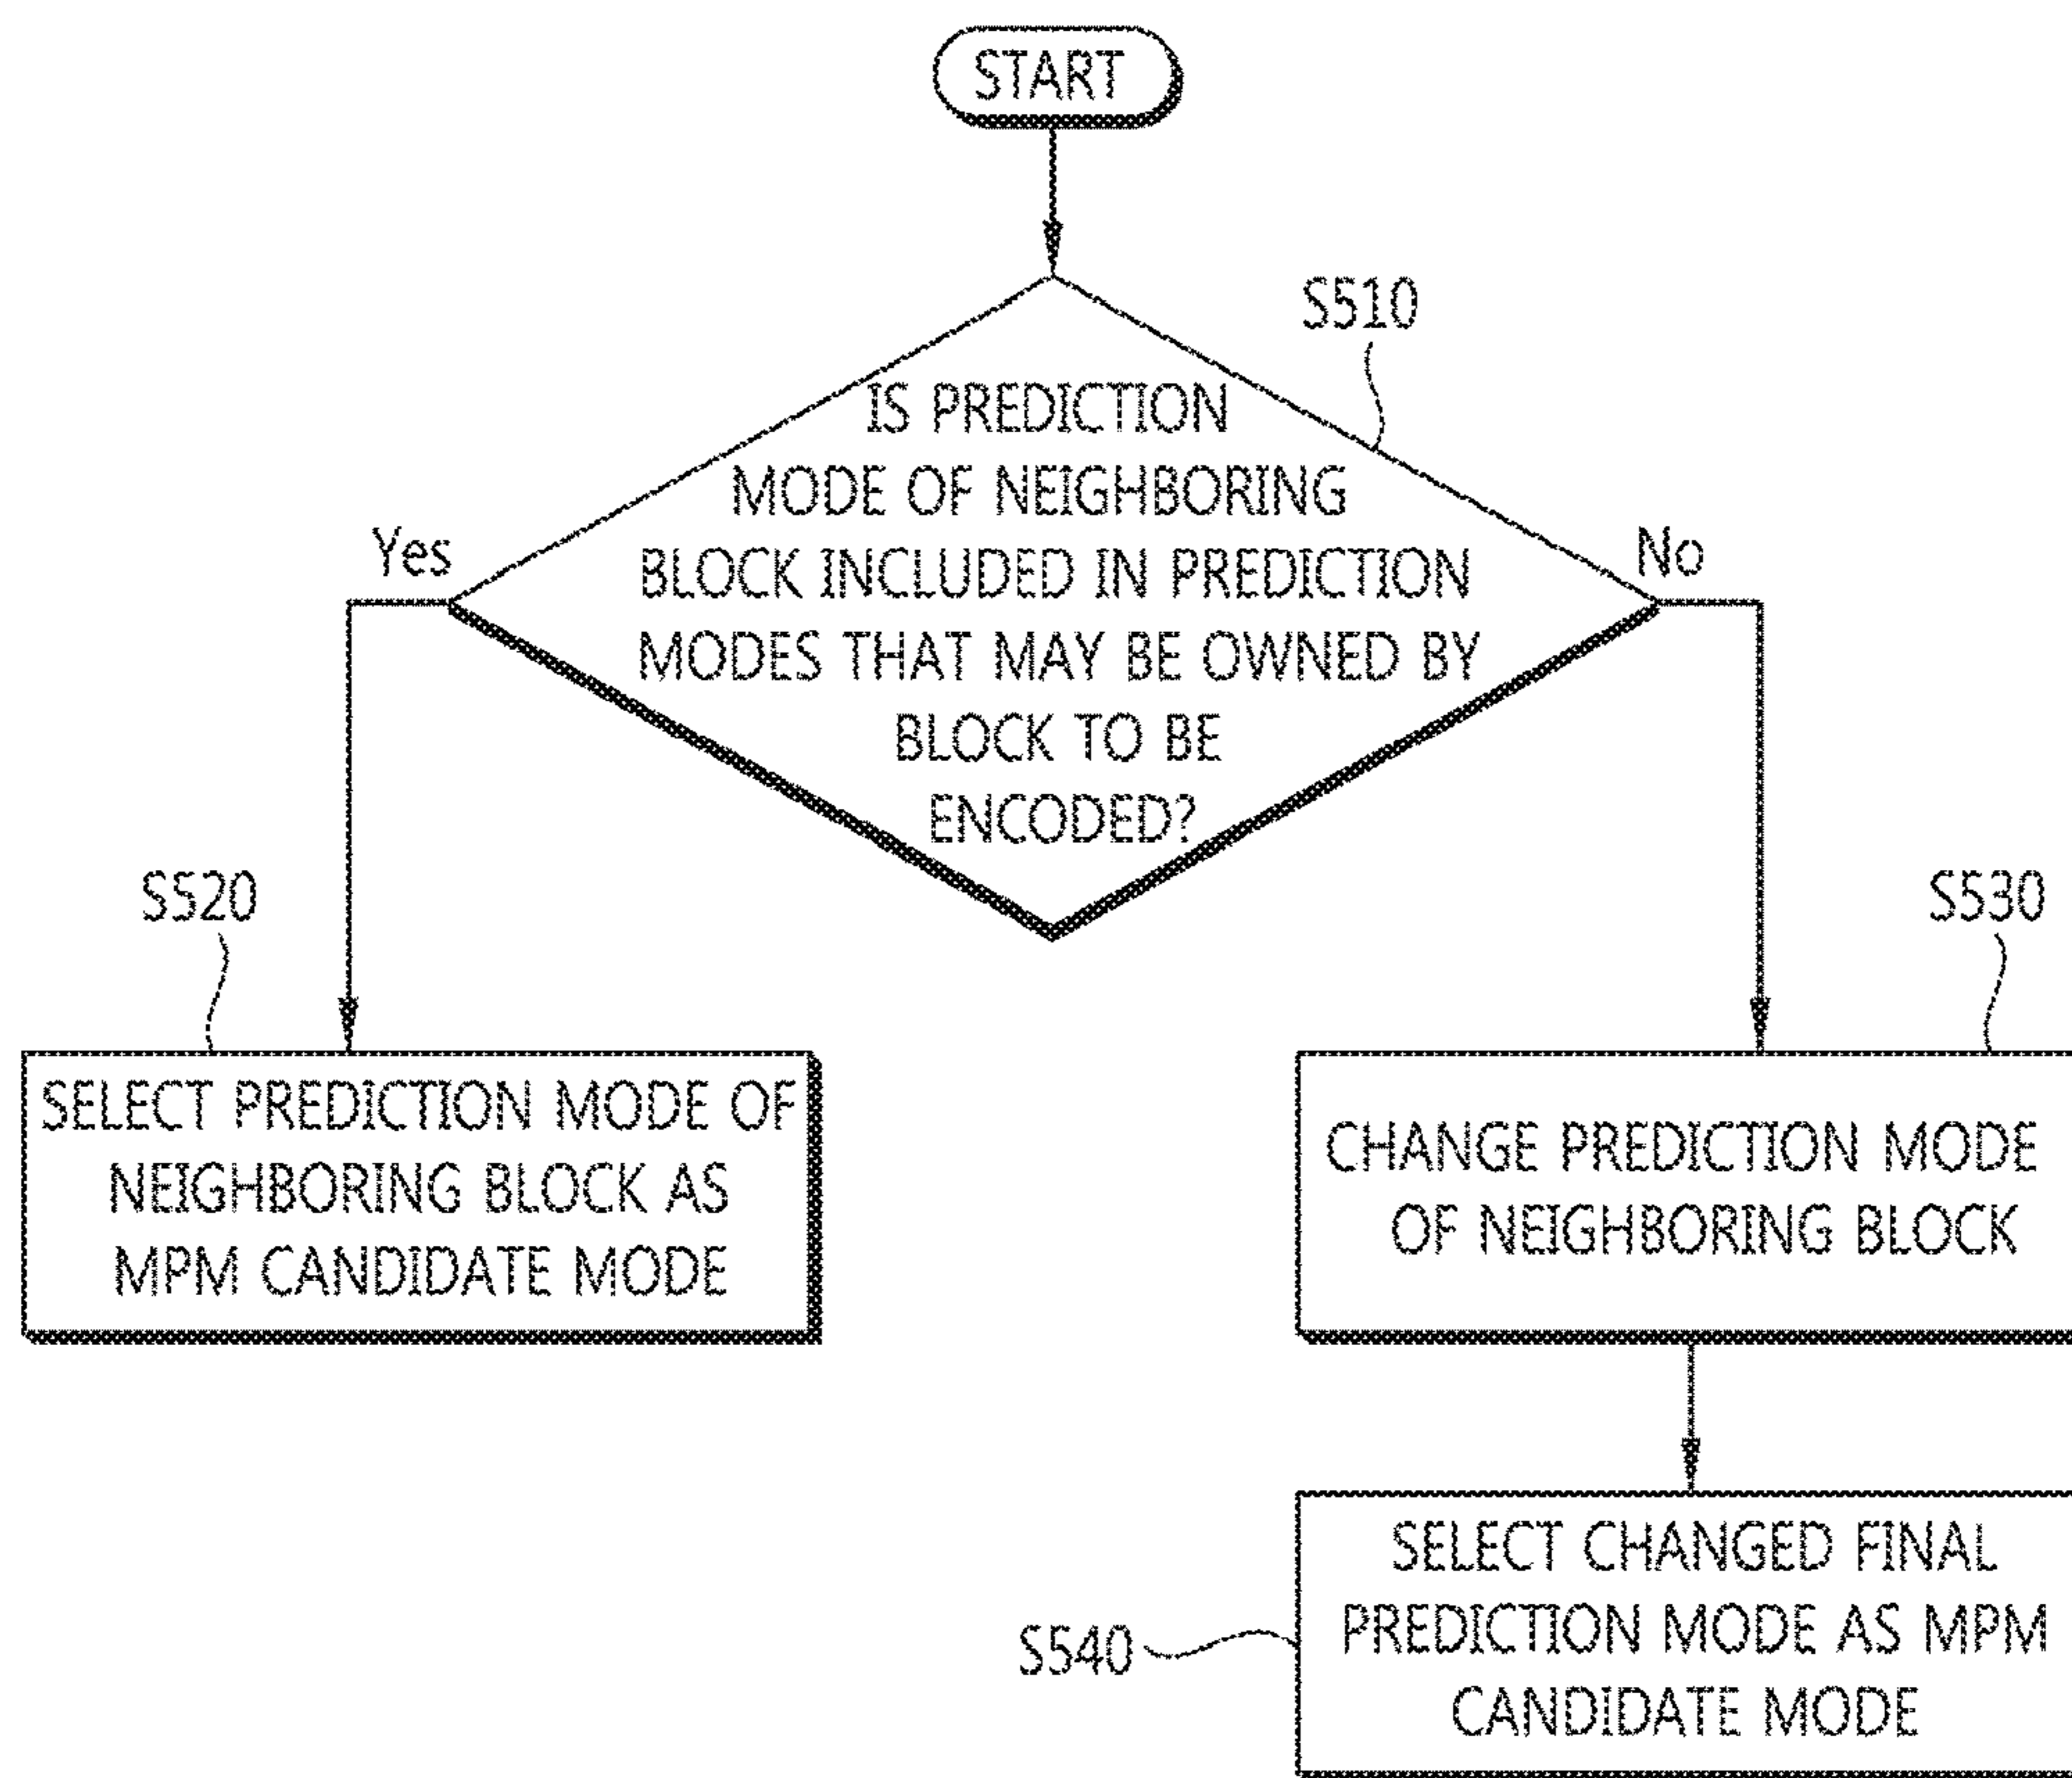 START
S510
IS PREDICTION
MODE OF NEIGHBORING
BLOCK INCLUDED IN PREDICTION
MODES THAT MAY BE OWNED BY
BLOCK TO BE
ENCODED?
Yes
No
S520
SELECT PREDICTION MODE OF
NEIGHBORING BLOCK AS
MPM CANDIDATE MODE
S530
CHANGE PREDICTION MODE
OF NEIGHBORING BLOCK
S540
SELECT CHANGED FINAL
PREDICTION MODE AS MPM
CANDIDATE MODE